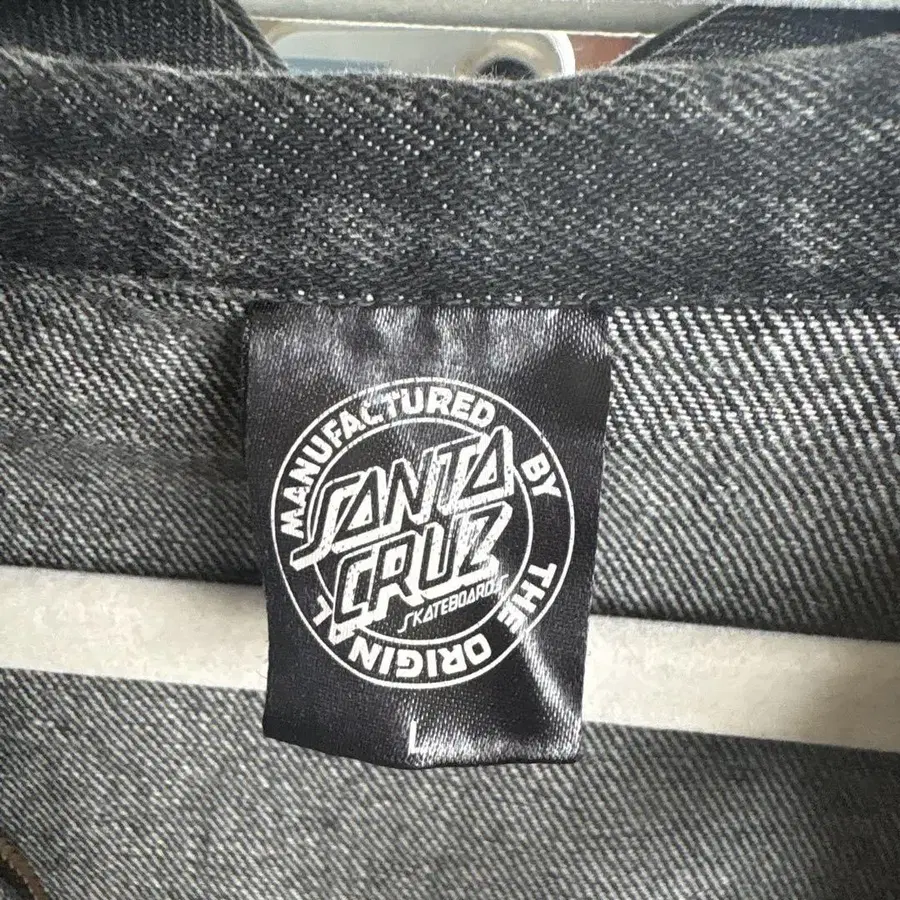 MANUFACTURED BY THE ORIGINAL
SANTA
CRUZ
SKATEBOARDS
L